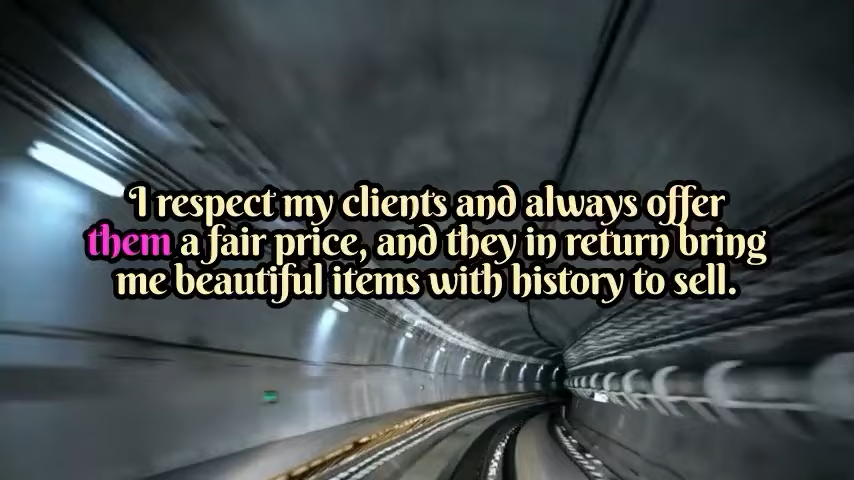 I respect my clients and always offer
them a fair price, and they in return bring
me beautiful items with history to sell.